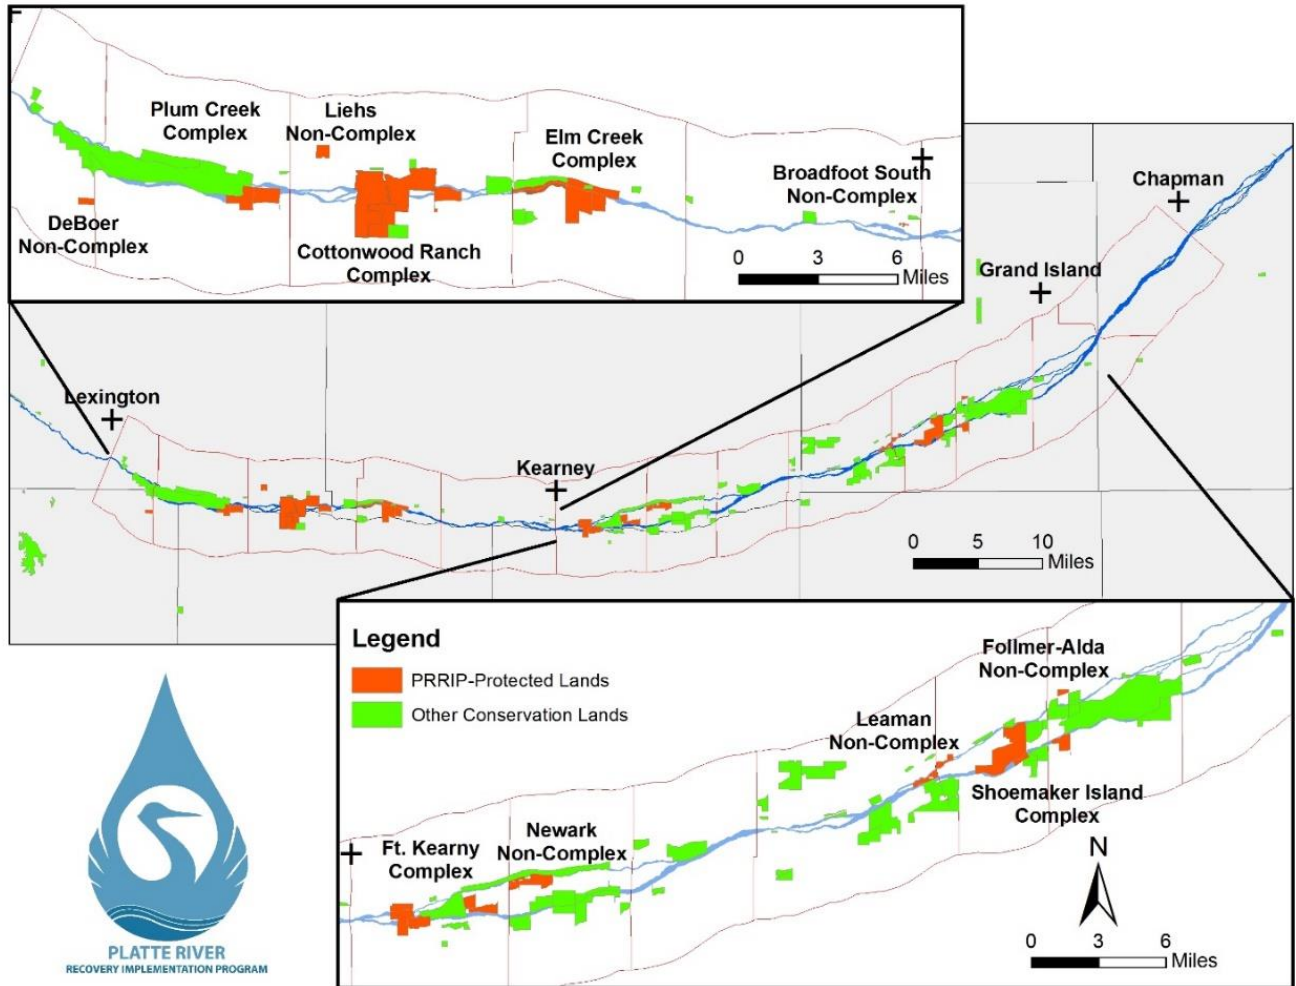 Plum Creek
Complex
Liehs
Non-Complex
Elm Creek
Complex
Broadfoot South
Non-Complex
DeBoer
Non-Complex
Cottonwood Ranch
Complex
0 3 6
Miles
Chapman
Grand Island
Lexington
Kearney
0 5 10
Miles
Legend
PRRIP-Protected Lands
Other Conservation Lands
Follmer-Alda
Non-Complex
Leaman
Non-Complex
Shoemaker Island
Complex
Newark
Non-Complex
Ft. Kearny
Complex
N
0 3 6
Miles
PLATTE RIVER
RECOVERY IMPLEMENTATION PROGRAM